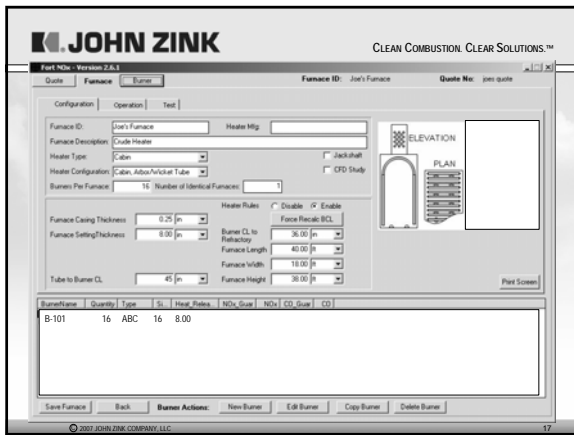 JOHN ZINK
CLEAN COMBUSTION. CLEAR SOLUTIONS.™
Fort NOx - Version 2.6.1
Quote Furnace Burner Furnace ID: Joe's Furnace Quote No: joes quote
Configuration Operation Text
Furnace ID: Joe's Furnace Heater Mfg:
Furnace Description: Crude Heater
Heater Type: Cabin Jackshaft
Heater Configuration: Cabin, Arbor/Wicket Tube CFD Study
Burners Per Furnace: 16 Number of Identical Furnaces: 1
ELEVATION
PLAN
Heater Rules Disable Enable
Furnace Casing Thickness 0.25 in Force Recalc BCL
Furnace SettingThickness 8.00 in Burner CL to Refractory 36.00 in
Furnace Length 40.00 ft
Furnace Width 18.00 ft
Tube to Burner CL 45 in Furnace Height 38.00 ft
Print Screen
BurnerName Quantity Type Si... Heat_Relea... NOx_Guar NOx CO_Guar CO
B-101 16 ABC 16 8.00
Save Furnace Back Burner Actions: New Burner Edit Burner Copy Burner Delete Burner
© 2007 JOHN ZINK COMPANY, LLC 17